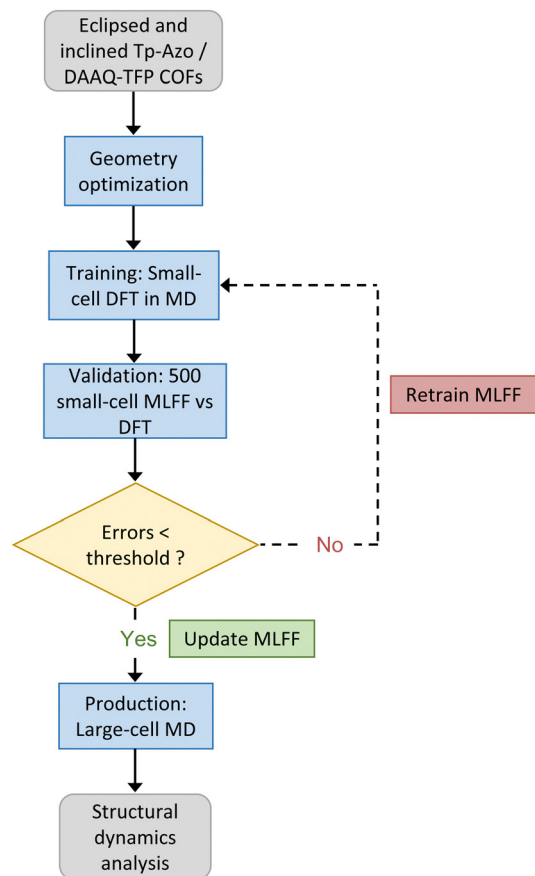 Eclipsed and
inclined Tp-Azo /
DAAQ-TFP COFs
Geometry
optimization
Training: Small-
cell DFT in MD
Validation: 500
small-cell MLFF vs
DFT
Retrain MLFF
Errors <
threshold ?
No
Yes
Update MLFF
Production:
Large-cell MD
Structural
dynamics
analysis